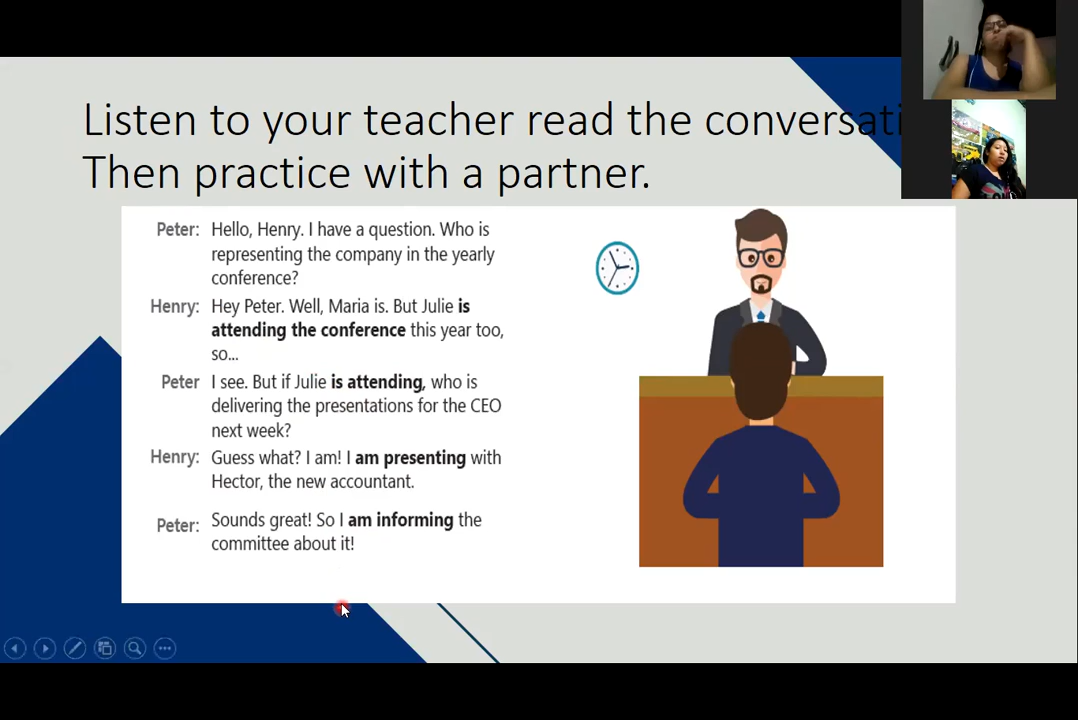 Listen to your teacher read the conversati
Then practice with a partner.
Peter: Hello, Henry. I have a question. Who is
representing the company in the yearly
conference?
Henry: Hey Peter. Well, Maria is. But Julie is
attending the conference this year too,
so...
Peter I see. But if Julie is attending, who is
delivering the presentations for the CEO
next week?
Henry: Guess what? I am! I am presenting with
Hector, the new accountant.
Peter: Sounds great! So I am informing the
committee about it!